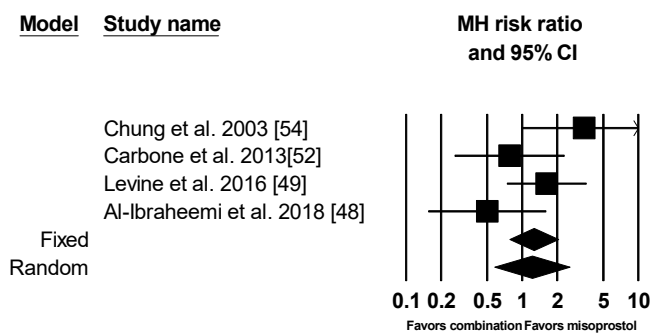 Model Study name MH risk ratio
and 95% CI
Chung et al. 2003 [54]
Carbone et al. 2013[52]
Levine et al. 2016 [49]
Al-Ibraheemi et al. 2018 [48]
Fixed
Random
0.1 0.2 0.5 1 2 5 10
Favors combination Favors misoprostol